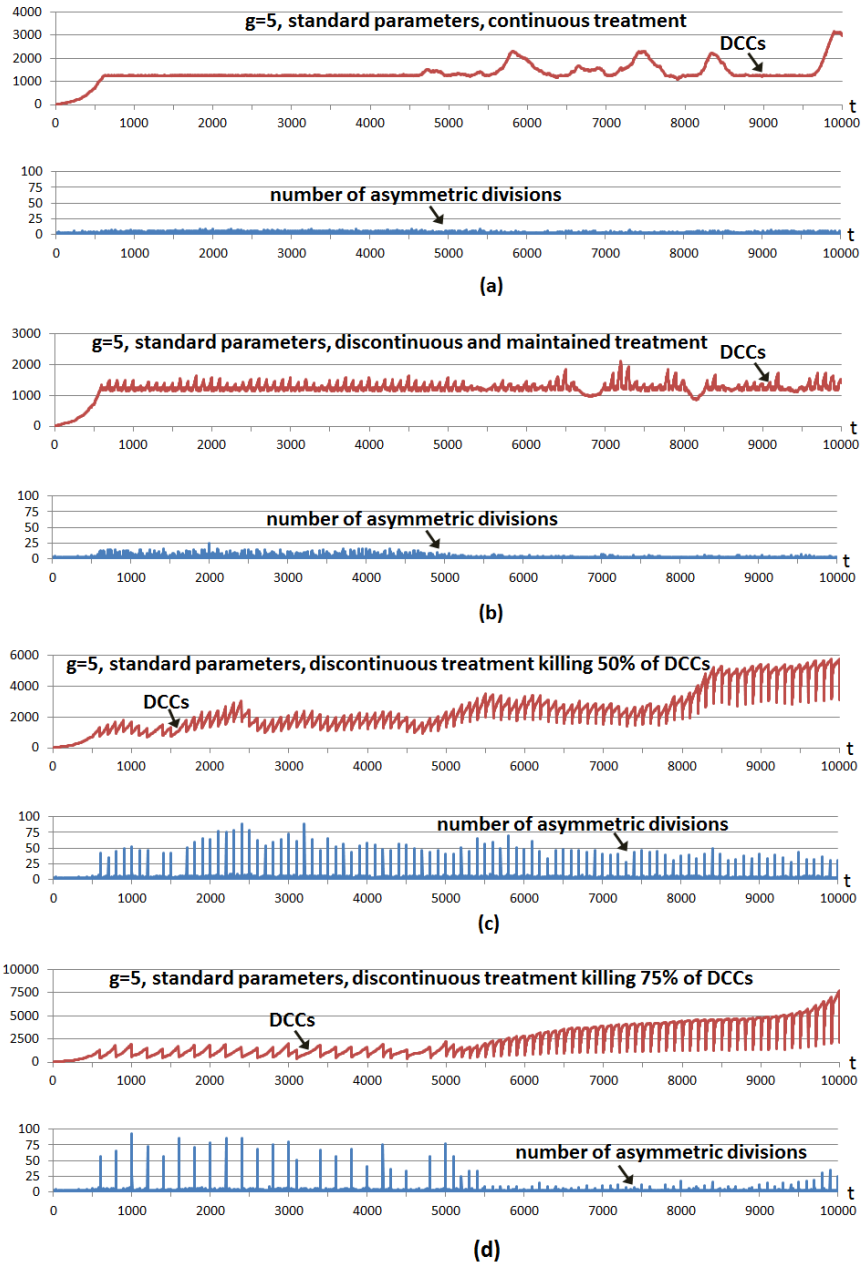 g=5, standard parameters, continuous treatment
4000
3000
2000
1000
0
DCCs
1000 2000 3000 4000 5000 6000 7000 8000 9000 10000
t
100
75
50
25
0
number of asymmetric divisions
0 1000 2000 3000 4000 5000 6000 7000 8000 9000 10000
t
(a)
g=5, standard parameters, discontinuous and maintained treatment
3000
2000
1000
0
DCCs
0 1000 2000 3000 4000 5000 6000 7000 8000 9000 10000
t
100
75
50
25
0
number of asymmetric divisions
0 1000 2000 3000 4000 5000 6000 7000 8000 9000 10000
t
(b)
g=5, standard parameters, discontinuous treatment killing 50% of DCCs
6000
4000
2000
0
DCCs
0 1000 2000 3000 4000 5000 6000 7000 8000 9000 10000
t
100
75
50
25
0
number of asymmetric divisions
0 1000 2000 3000 4000 5000 6000 7000 8000 9000 10000
t
(c)
g=5, standard parameters, discontinuous treatment killing 75% of DCCs
10000
7500
5000
2500
0
DCCs
0 1000 2000 3000 4000 5000 6000 7000 8000 9000 10000
t
100
75
50
25
0
number of asymmetric divisions
0 1000 2000 3000 4000 5000 6000 7000 8000 9000 10000
t
(d)